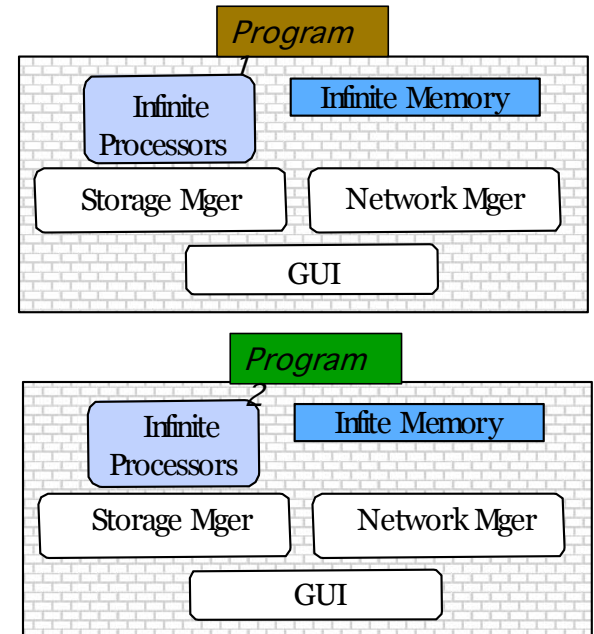 Program
1
Infinite
Processors
Infinite Memory
Storage Mger
Network Mger
GUI
Program
2
Infinite
Processors
Infite Memory
Storage Mger
Network Mger
GUI